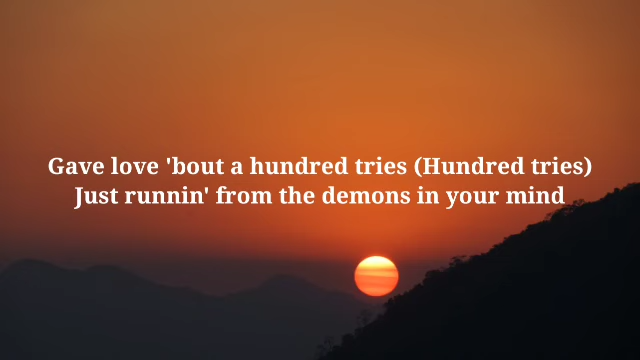 Gave love 'bout a hundred tries (Hundred tries)
Just runnin' from the demons in your mind